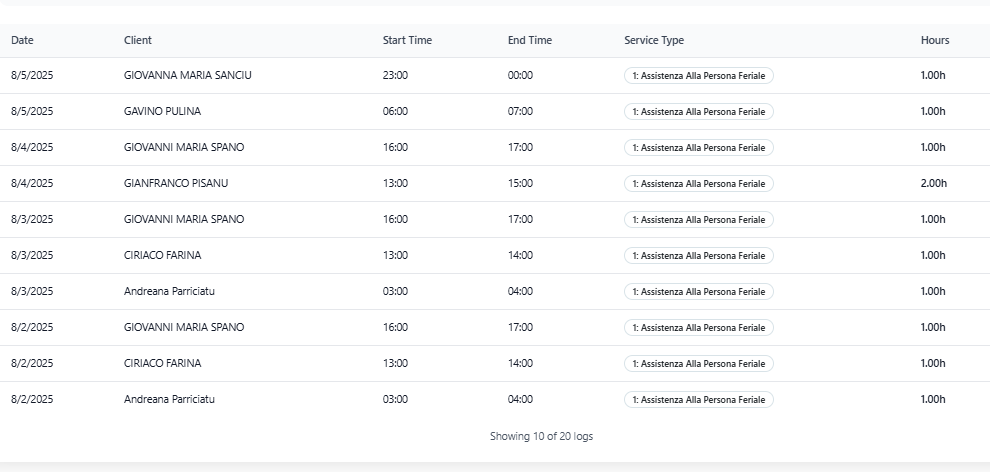 Date Client Start Time End Time Service Type Hours
8/5/2025 GIOVANNA MARIA SANCIU 23:00 00:00 1: Assistenza Alla Persona Feriale 1.00h
8/5/2025 GAVINO PULINA 06:00 07:00 1: Assistenza Alla Persona Feriale 1.00h
8/4/2025 GIOVANNI MARIA SPANO 16:00 17:00 1: Assistenza Alla Persona Feriale 1.00h
8/4/2025 GIANFRANCO PISANU 13:00 15:00 1: Assistenza Alla Persona Feriale 2.00h
8/3/2025 GIOVANNI MARIA SPANO 16:00 17:00 1: Assistenza Alla Persona Feriale 1.00h
8/3/2025 CIRIACO FARINA 13:00 14:00 1: Assistenza Alla Persona Feriale 1.00h
8/3/2025 Andreana Parriciatu 03:00 04:00 1: Assistenza Alla Persona Feriale 1.00h
8/2/2025 GIOVANNI MARIA SPANO 16:00 17:00 1: Assistenza Alla Persona Feriale 1.00h
8/2/2025 CIRIACO FARINA 13:00 14:00 1: Assistenza Alla Persona Feriale 1.00h
8/2/2025 Andreana Parriciatu 03:00 04:00 1: Assistenza Alla Persona Feriale 1.00h
Showing 10 of 20 logs